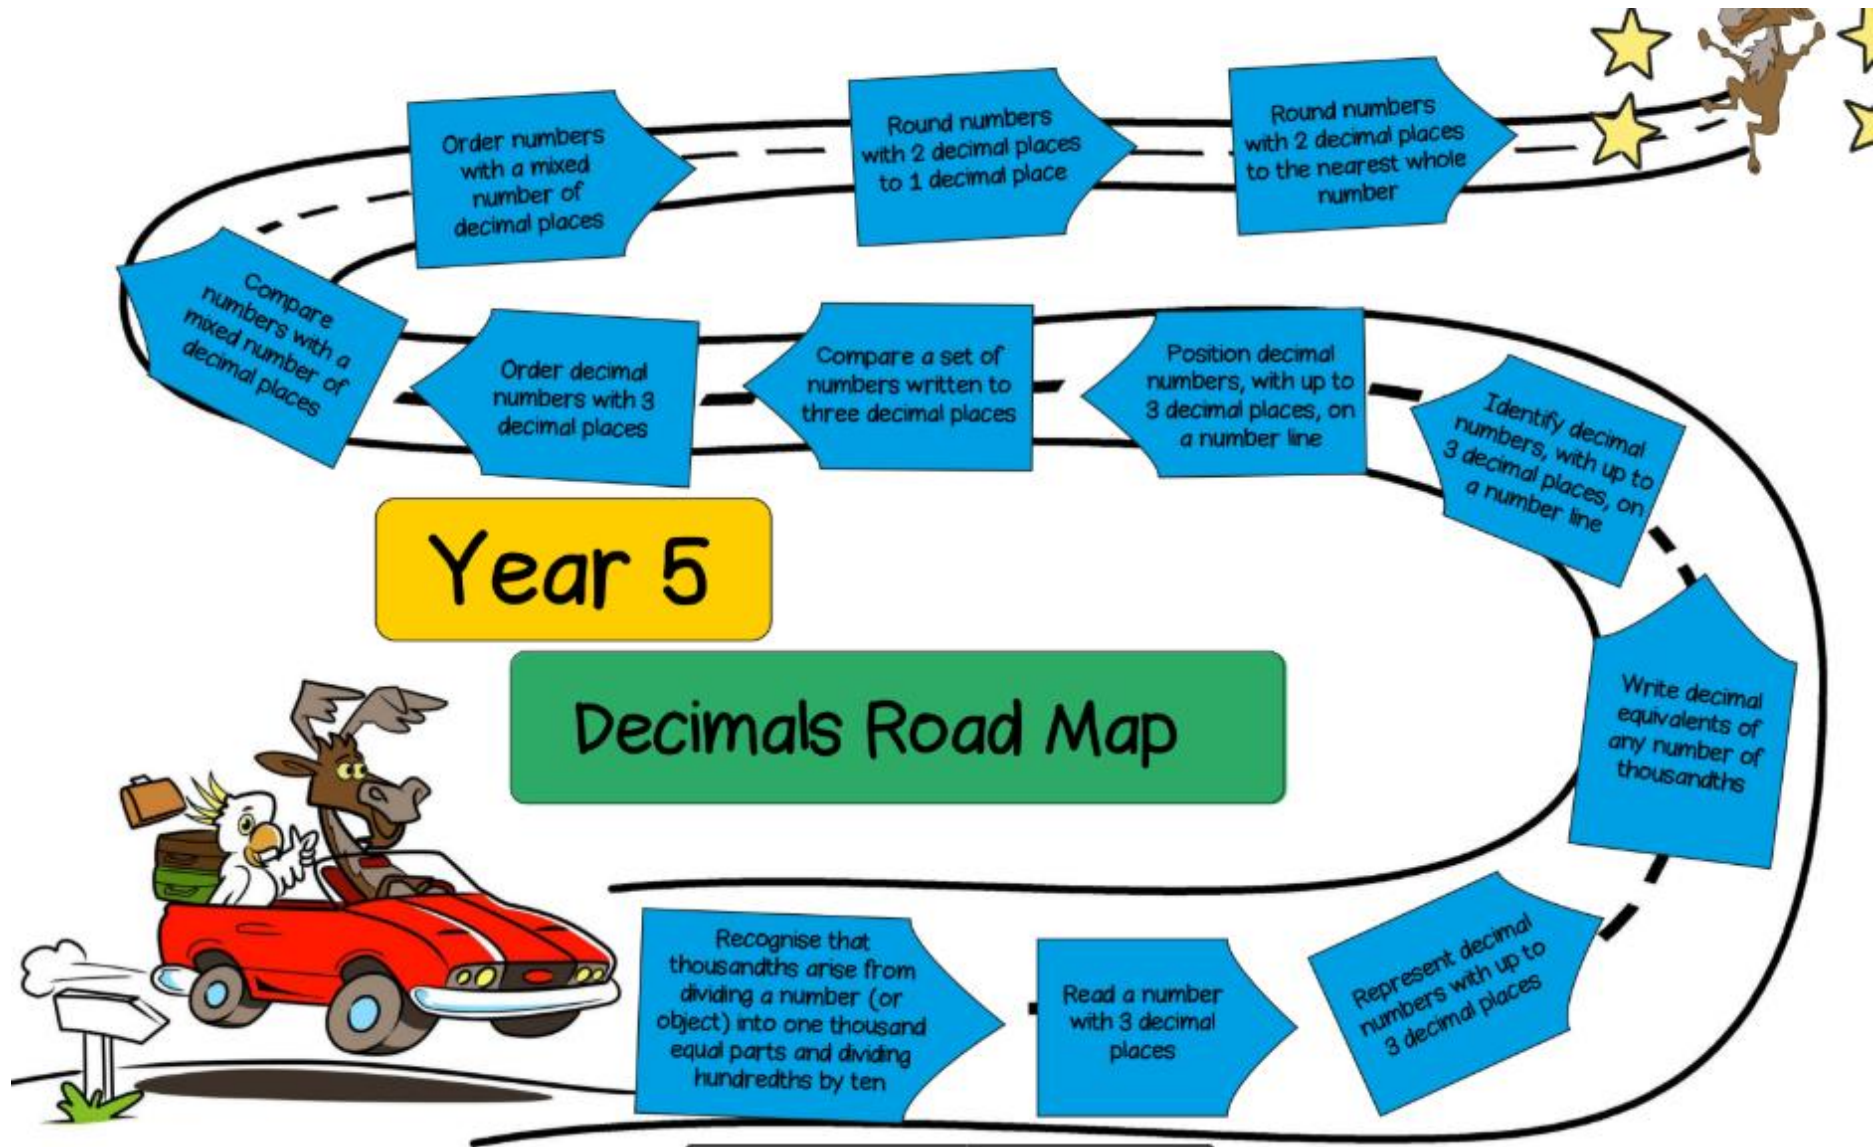 Order numbers
with a mixed
number of
decimal places
Round numbers
with 2 decimal places
to 1 decimal place
Round numbers
with 2 decimal places
to the nearest whole
number
Compare
numbers with a
mixed number of
decimal places
Order decimal
numbers with 3
decimal places
Compare a set of
numbers written to
three decimal places
Position decimal
numbers, with up to
3 decimal places, on
a number line
Identify decimal
numbers, with up to
3 decimal places, on
a number line
Year 5
Decimals Road Map
Write decimal
equivalents of
any number of
thousandths
Recognise that
thousandths arise from
dividing a number (or
object) into one thousand
equal parts and dividing
hundredths by ten
Read a number
with 3 decimal
places
Represent decimal
numbers with up to
3 decimal places